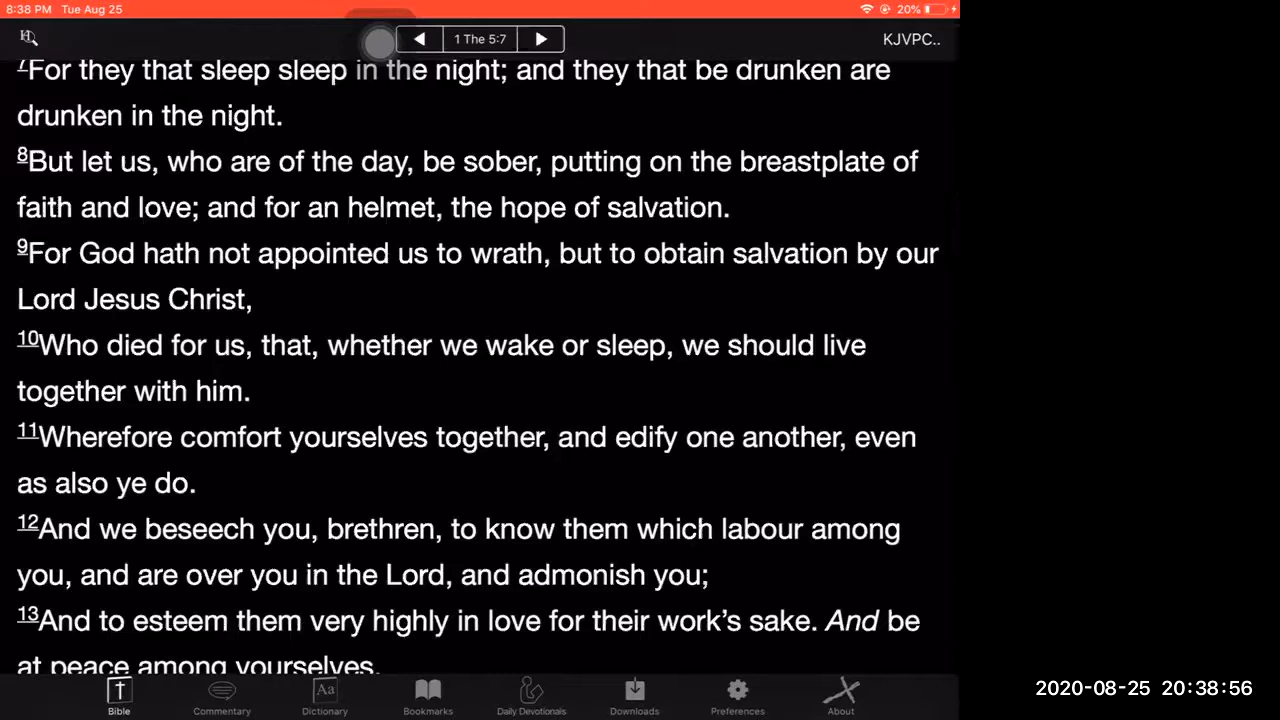 8:38 PM Tue Aug 25 20%
1 The 5:7 KJVPC..
7For they that sleep sleep in the night; and they that be drunken are
drunken in the night.
8But let us, who are of the day, be sober, putting on the breastplate of
faith and love; and for an helmet, the hope of salvation.
9For God hath not appointed us to wrath, but to obtain salvation by our
Lord Jesus Christ,
10Who died for us, that, whether we wake or sleep, we should live
together with him.
11Wherefore comfort yourselves together, and edify one another, even
as also ye do.
12And we beseech you, brethren, to know them which labour among
you, and are over you in the Lord, and admonish you;
13And to esteem them very highly in love for their work's sake. And be
at peace among yourselves.
Aa
Bible Commentary Dictionary Bookmarks Daily Devotionals Downloads Preferences About
2020-08-25 20:38:56